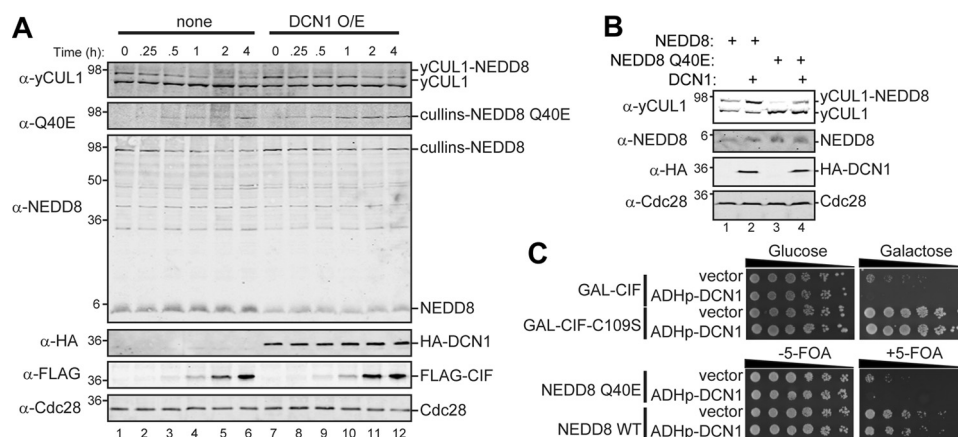 A
none
DCN1 O/E
Time (h): 0 .25 .5 1 2 4 0 .25 .5 1 2 4
α-yCUL1
98
yCUL1-NEDD8
yCUL1
α-Q40E
98
cullins-NEDD8 Q40E
α-NEDD8
98
50
36
6
cullins-NEDD8
NEDD8
α-HA
36
HA-DCN1
α-FLAG
36
FLAG-CIF
α-Cdc28
36
Cdc28
1 2 3 4 5 6 7 8 9 10 11 12
B
NEDD8: + +
NEDD8 Q40E: + +
DCN1: + +
α-yCUL1
98
yCUL1-NEDD8
yCUL1
α-NEDD8
6
NEDD8
α-HA
36
HA-DCN1
α-Cdc28
36
Cdc28
1 2 3 4
C
Glucose
Galactose
GAL-CIF
vector
ADHp-DCN1
GAL-CIF-C109S
vector
ADHp-DCN1
-5-FOA
+5-FOA
NEDD8 Q40E
vector
ADHp-DCN1
NEDD8 WT
vector
ADHp-DCN1